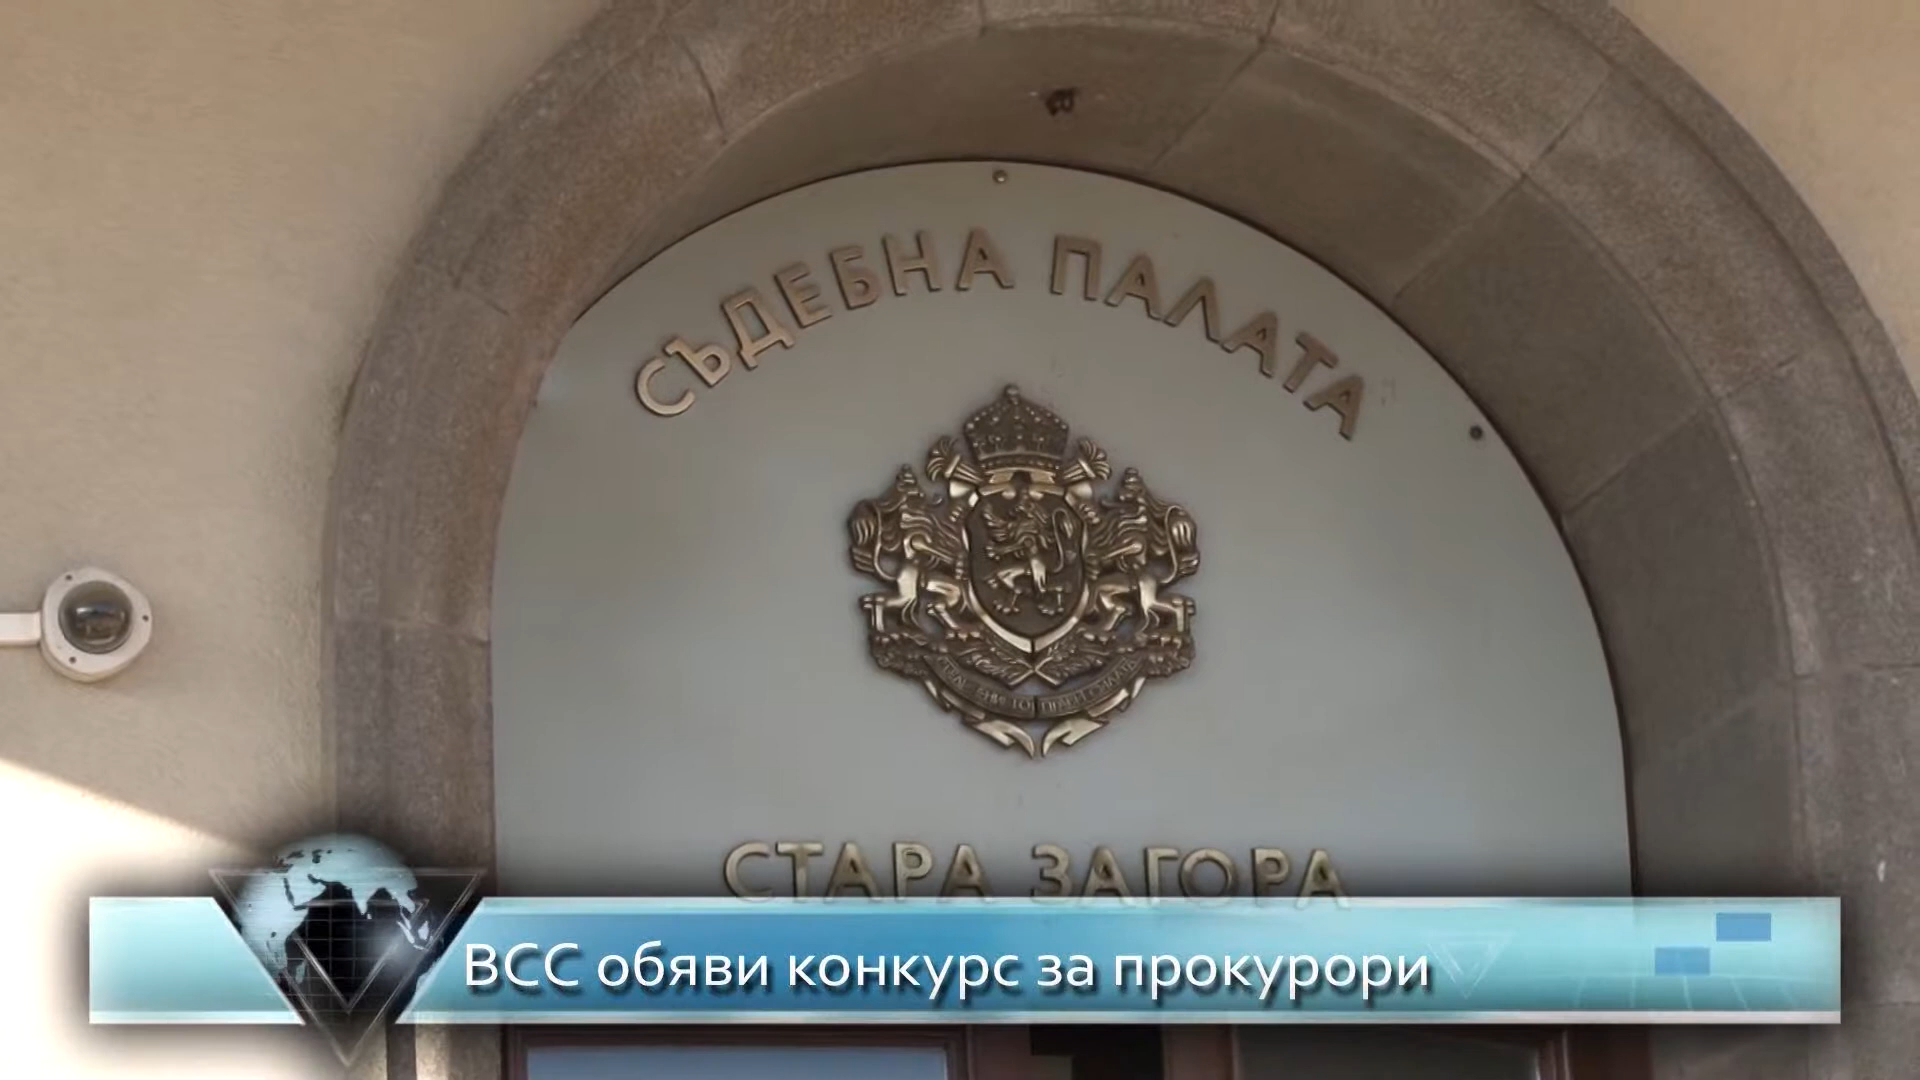 СЪДЕБНА ПАЛАТА
СТАРА ЗАГОРА
ВСС обяви конкурс за прокурори